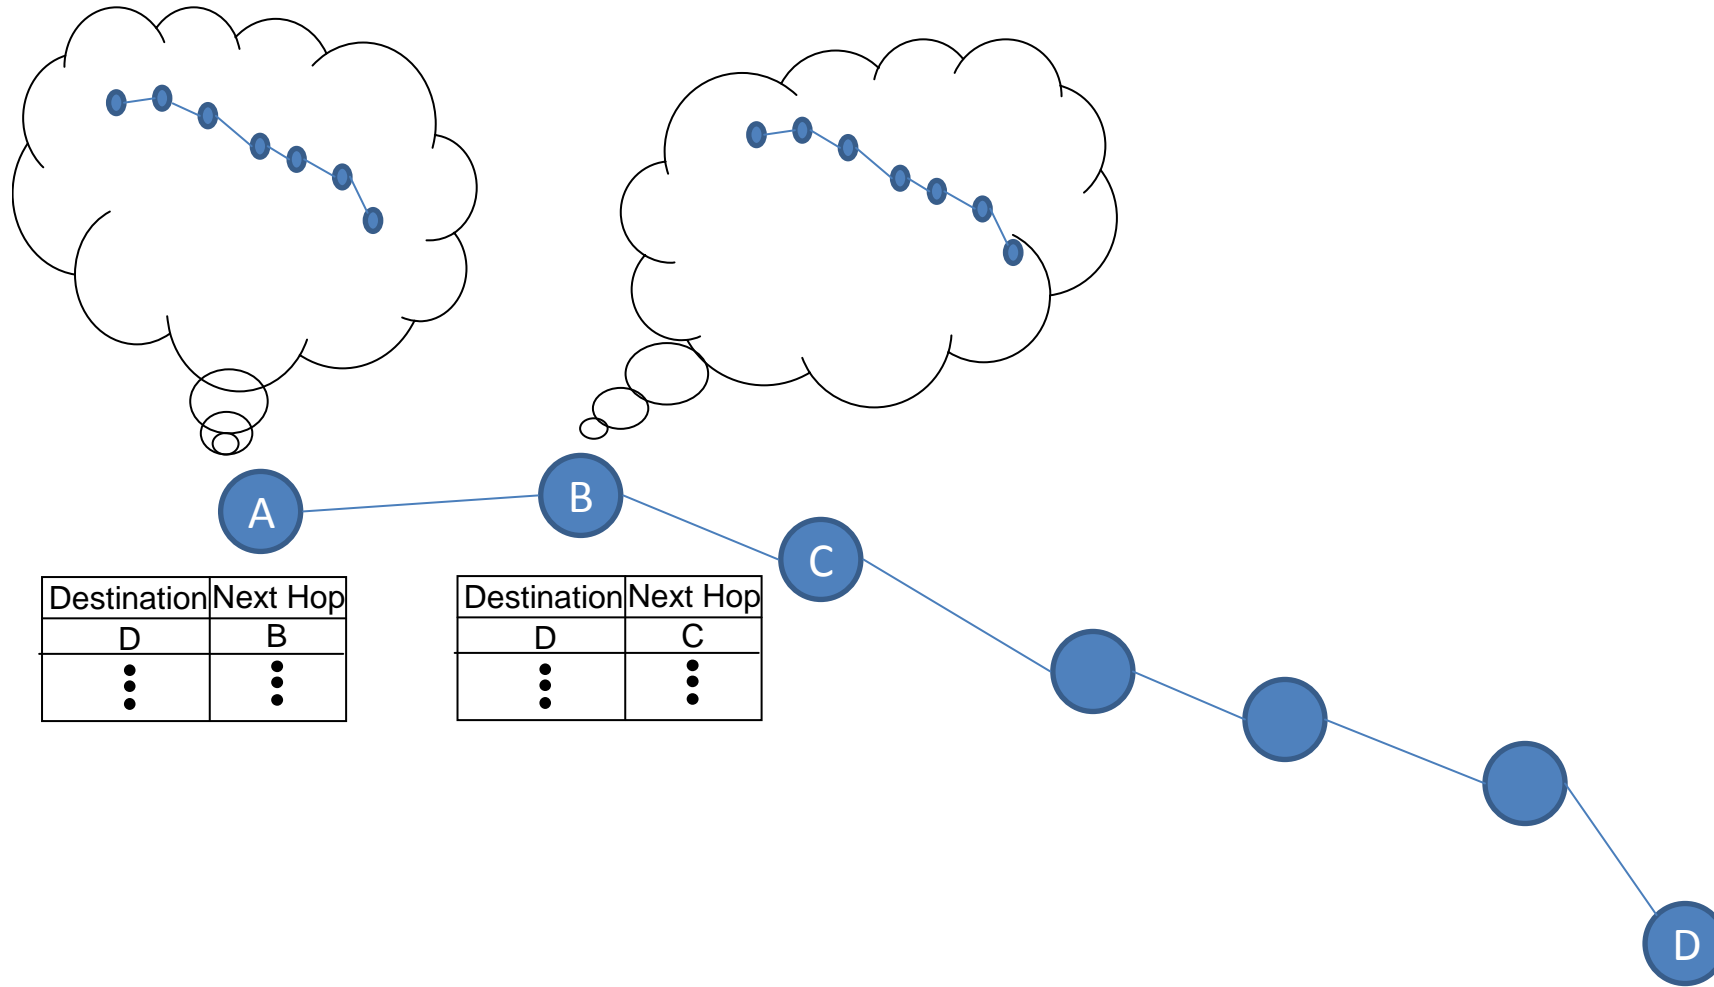 A
B
C
Destination Next Hop
D B
Destination Next Hop
D C
D